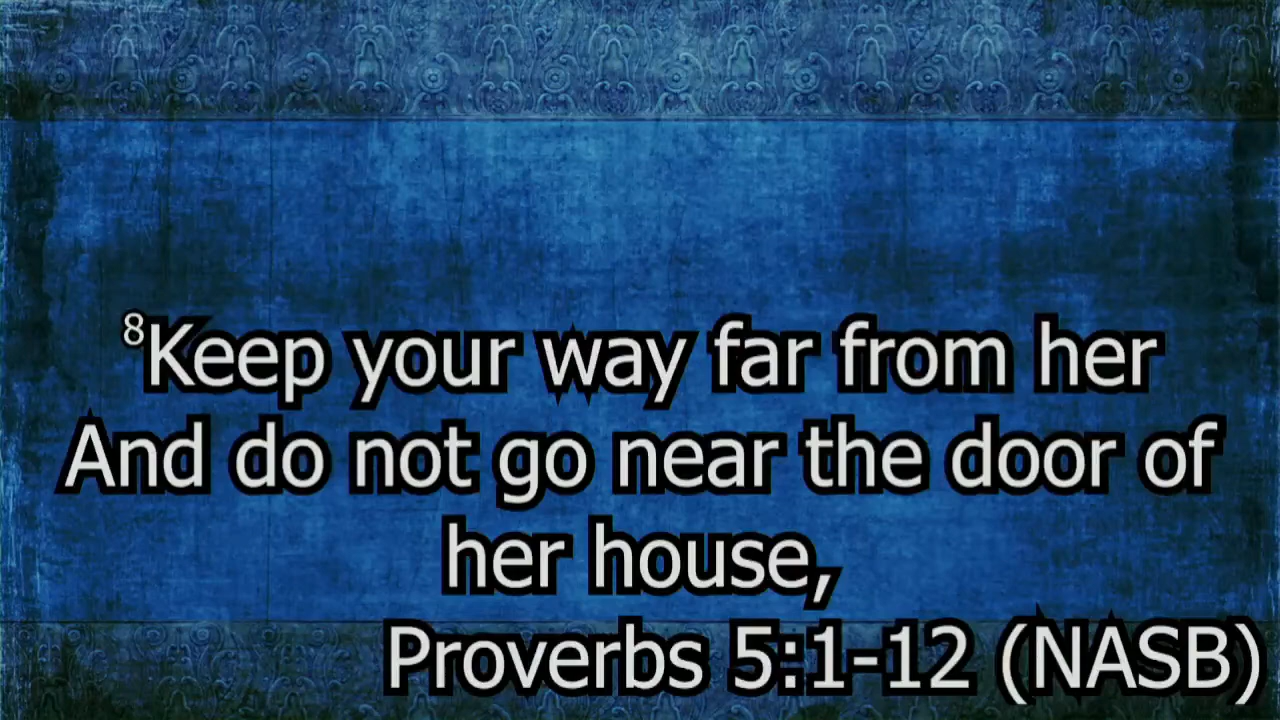 ⁸Keep your way far from her
And do not go near the door of
her house,
Proverbs 5:1-12 (NASB)